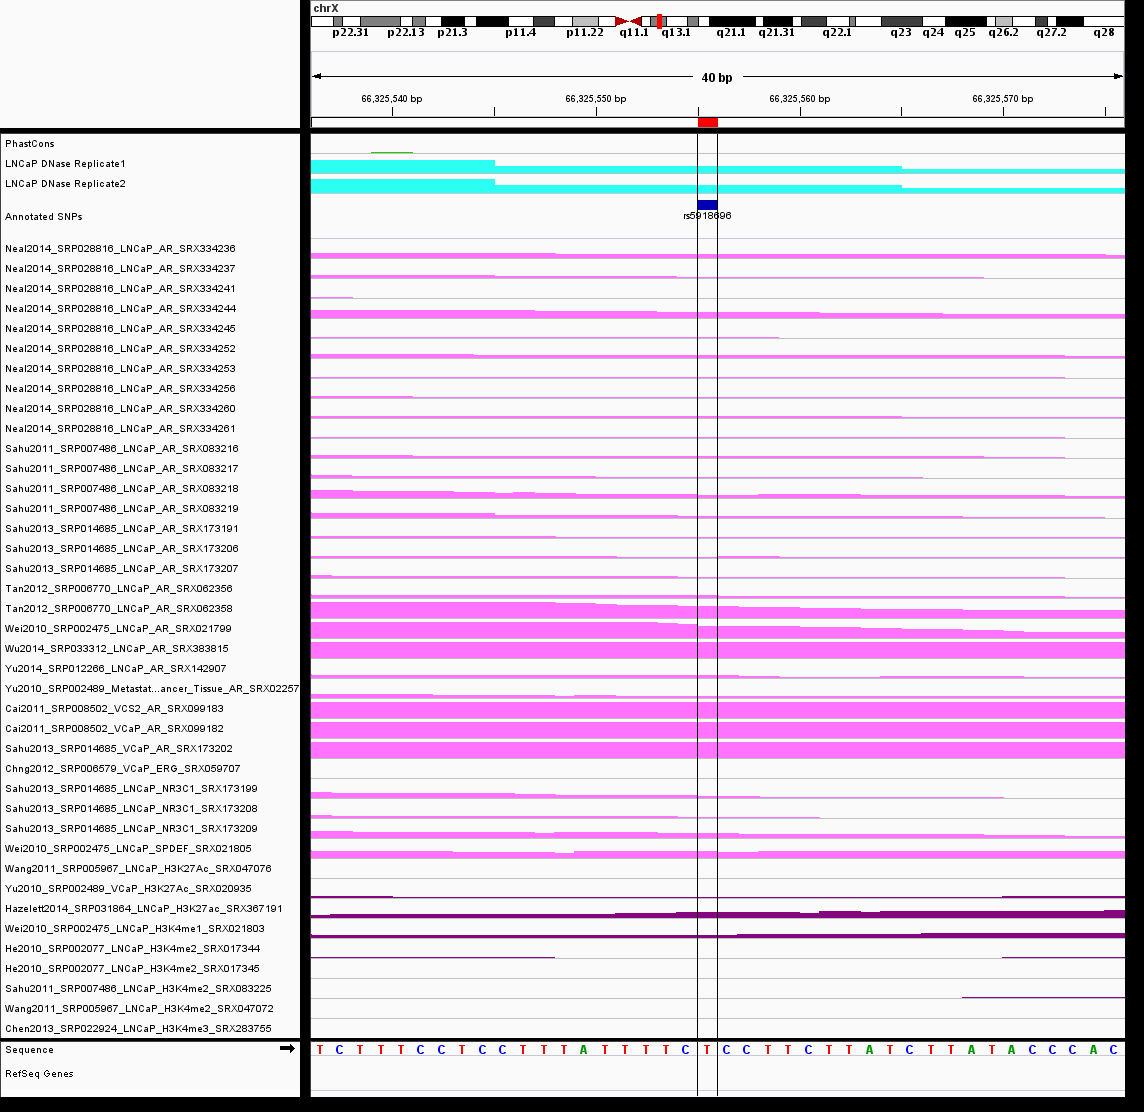 chrX
p22.31 p22.13 p21.3 p11.4 p11.22 q11.1 q13.1 q21.1 q21.31 q22.1 q23 q24 q25 q26.2 q27.2 q28
40 bp
66,325,540 bp 66,325,550 bp 66,325,560 bp 66,325,570 bp
PhastCons
LNCaP DNase Replicate1
LNCaP DNase Replicate2
Annotated SNPs
rs5918696
Neal2014_SRP028816_LNCaP_AR_SRX334236
Neal2014_SRP028816_LNCaP_AR_SRX334237
Neal2014_SRP028816_LNCaP_AR_SRX334241
Neal2014_SRP028816_LNCaP_AR_SRX334244
Neal2014_SRP028816_LNCaP_AR_SRX334245
Neal2014_SRP028816_LNCaP_AR_SRX334252
Neal2014_SRP028816_LNCaP_AR_SRX334253
Neal2014_SRP028816_LNCaP_AR_SRX334256
Neal2014_SRP028816_LNCaP_AR_SRX334260
Neal2014_SRP028816_LNCaP_AR_SRX334261
Sahu2011_SRP007486_LNCaP_AR_SRX083216
Sahu2011_SRP007486_LNCaP_AR_SRX083217
Sahu2011_SRP007486_LNCaP_AR_SRX083218
Sahu2011_SRP007486_LNCaP_AR_SRX083219
Sahu2013_SRP014685_LNCaP_AR_SRX173191
Sahu2013_SRP014685_LNCaP_AR_SRX173206
Sahu2013_SRP014685_LNCaP_AR_SRX173207
Tan2012_SRP006770_LNCaP_AR_SRX062356
Tan2012_SRP006770_LNCaP_AR_SRX062358
Wei2010_SRP002475_LNCaP_AR_SRX021799
Wu2014_SRP033312_LNCaP_AR_SRX383815
Yu2014_SRP012266_LNCaP_AR_SRX142907
Yu2010_SRP002489_Metastat...ancer_Tissue_AR_SRX02257
Cai2011_SRP008502_VCS2_AR_SRX099183
Cai2011_SRP008502_VCaP_AR_SRX099182
Sahu2013_SRP014685_VCaP_AR_SRX173202
Chng2012_SRP006579_VCaP_ERG_SRX059707
Sahu2013_SRP014685_LNCaP_NR3C1_SRX173199
Sahu2013_SRP014685_LNCaP_NR3C1_SRX173208
Sahu2013_SRP014685_LNCaP_NR3C1_SRX173209
Wei2010_SRP002475_LNCaP_SPDEF_SRX021805
Wang2011_SRP005967_LNCaP_H3K27Ac_SRX047076
Yu2010_SRP002489_VCaP_H3K27Ac_SRX020935
Hazelett2014_SRP031864_LNCaP_H3K27ac_SRX367191
Wei2010_SRP002475_LNCaP_H3K4me1_SRX021803
He2010_SRP002077_LNCaP_H3K4me2_SRX017344
He2010_SRP002077_LNCaP_H3K4me2_SRX017345
Sahu2011_SRP007486_LNCaP_H3K4me2_SRX083225
Wang2011_SRP005967_LNCaP_H3K4me2_SRX047072
Chen2013_SRP022924_LNCaP_H3K4me3_SRX283755
Sequence T C T T T C C T C C T T T A T T T T C T C C T T C T T A T C T T A T A C C C A C
RefSeq Genes